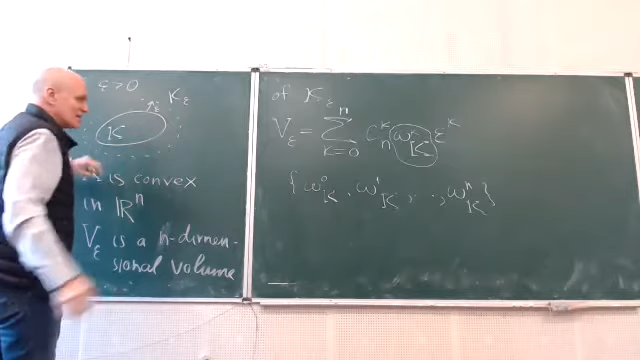 ε>0
K_ε
ε
K
is convex
in ℝⁿ
V_ε is a n-dimen-
sional volume
of K_ε
V_ε = Σ_{k=0}^{n} C_n^k ω_K^k ε^k
{ω_K^0, ω_K^1, ..., ω_K^n}